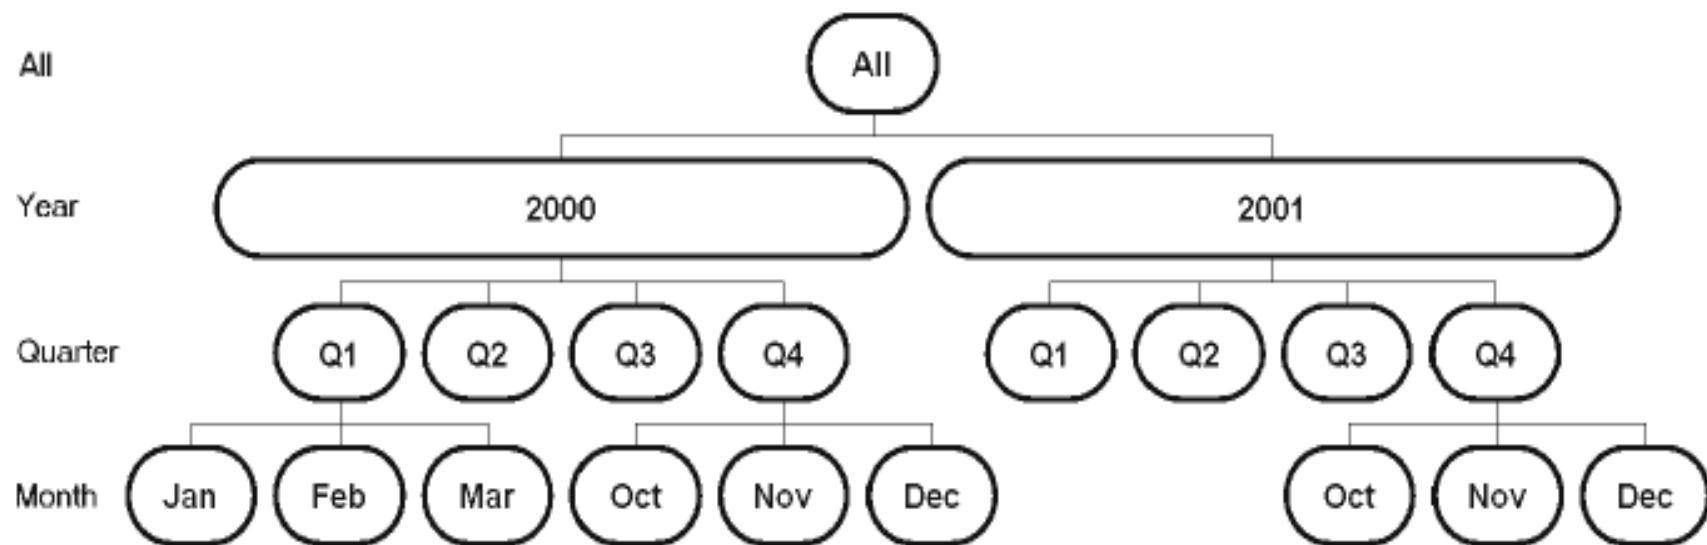 All All
Year 2000 2001
Quarter Q1 Q2 Q3 Q4 Q1 Q2 Q3 Q4
Month Jan Feb Mar Oct Nov Dec Oct Nov Dec